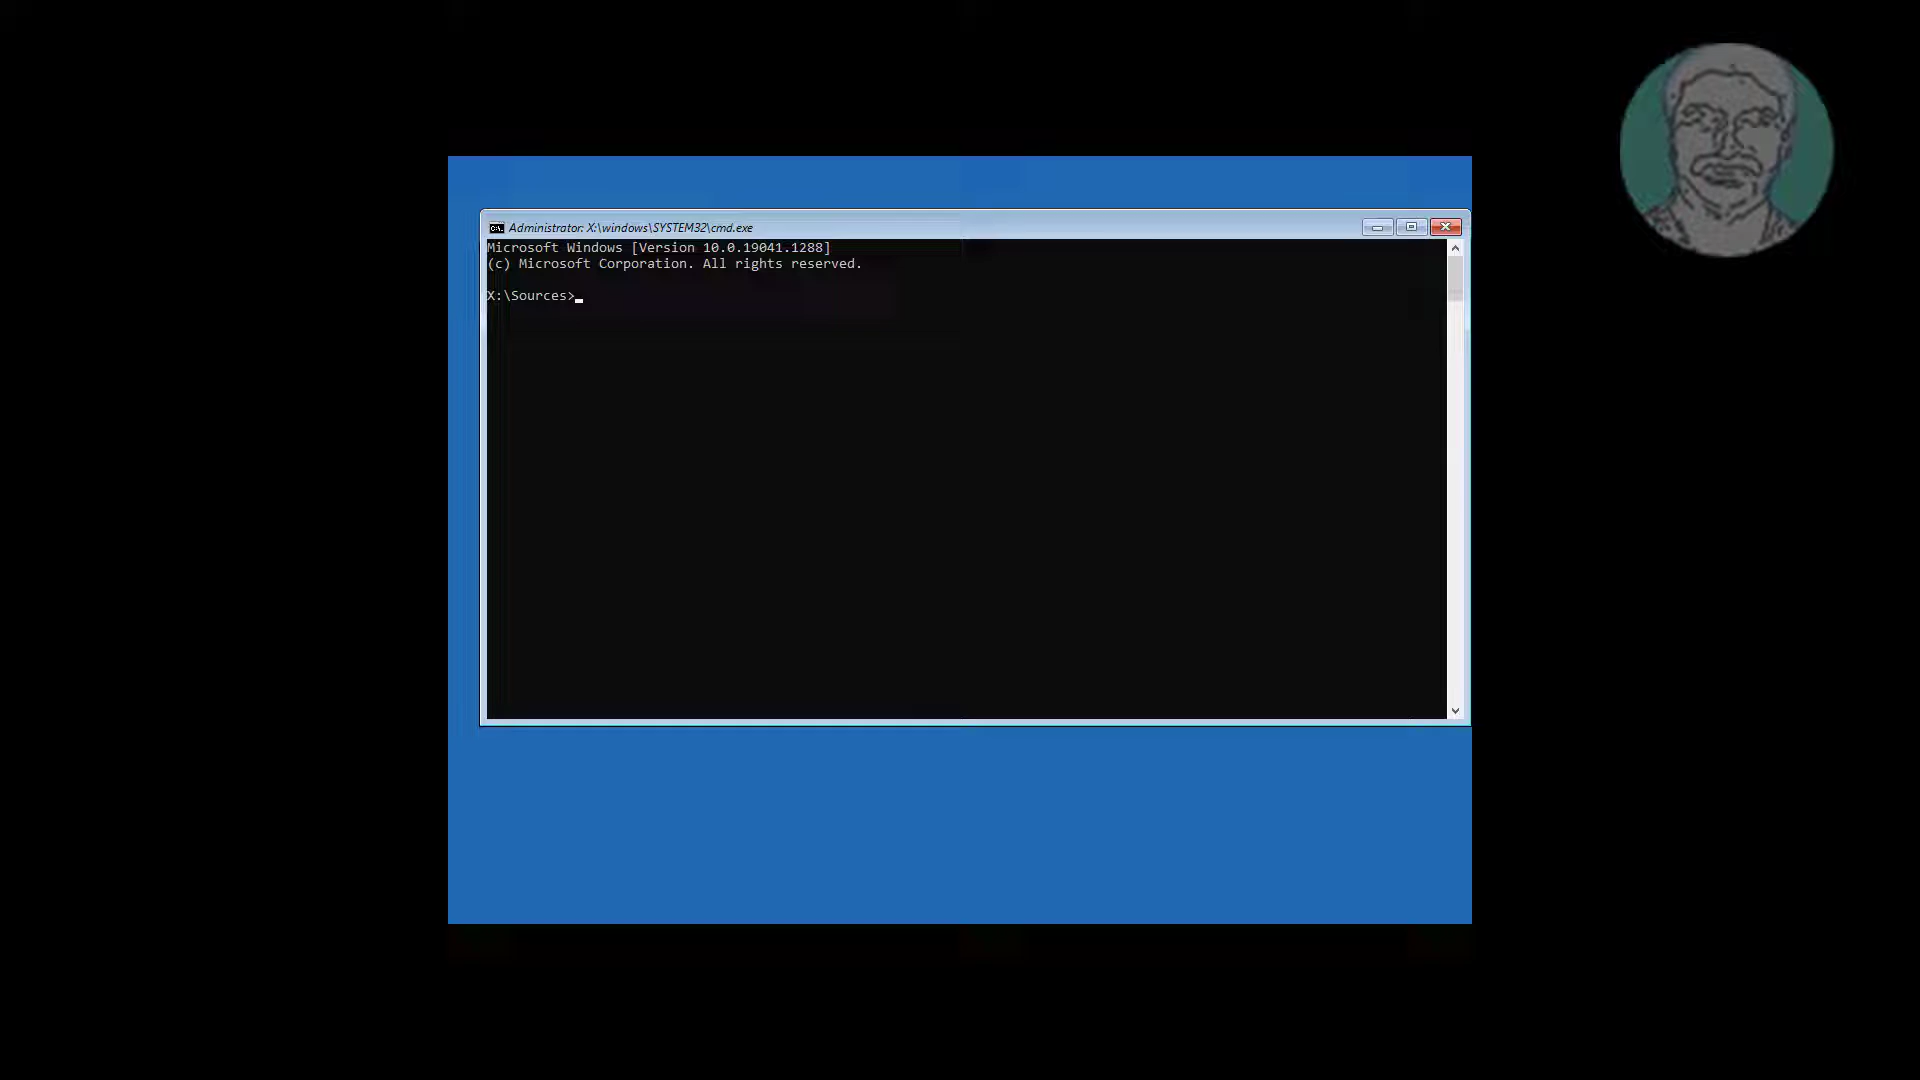 Administrator: X:\windows\SYSTEM32\cmd.exe
Microsoft Windows [Version 10.0.19041.1288]
(c) Microsoft Corporation. All rights reserved.
X:\Sources>